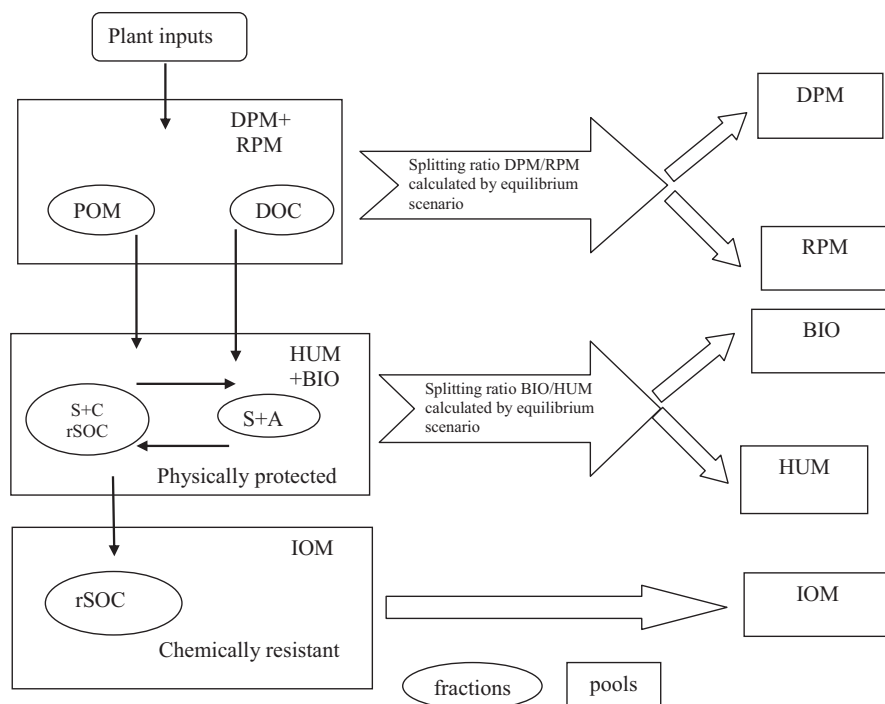 Plant inputs
DPM+
RPM
POM
DOC
Splitting ratio DPM/RPM
calculated by equilibrium
scenario
DPM
RPM
HUM
+BIO
S+C
rSOC
S+A
Physically protected
Splitting ratio BIO/HUM
calculated by equilibrium
scenario
BIO
HUM
IOM
rSOC
Chemically resistant
IOM
fractions
pools